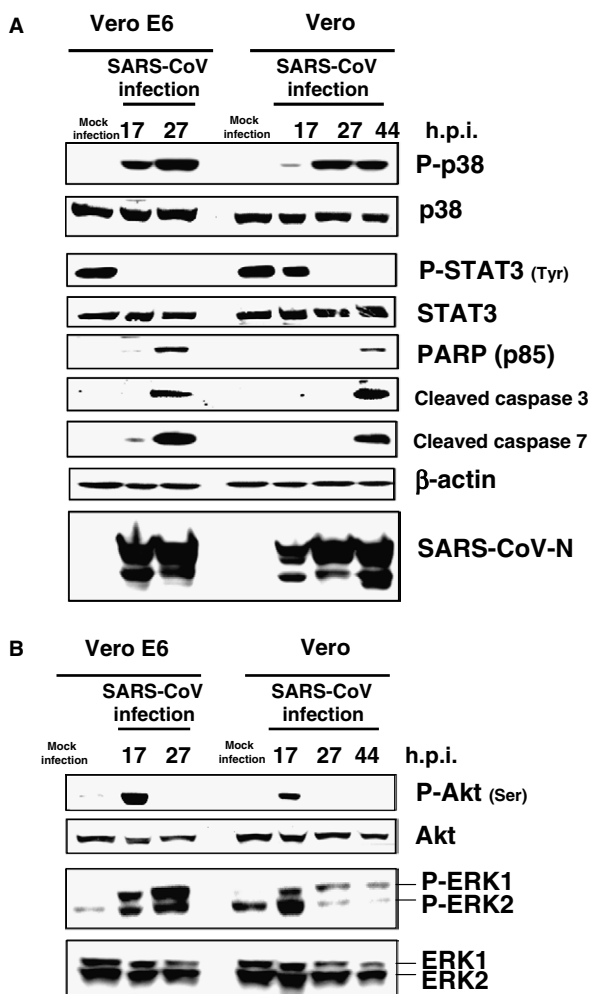 A
Vero E6 Vero
SARS-CoV infection SARS-CoV infection
Mock infection 17 27 Mock infection 17 27 44 h.p.i.
P-p38
p38
P-STAT3 (Tyr)
STAT3
PARP (p85)
Cleaved caspase 3
Cleaved caspase 7
β-actin
SARS-CoV-N
B
Vero E6 Vero
SARS-CoV infection SARS-CoV infection
Mock infection 17 27 Mock infection 17 27 44 h.p.i.
P-Akt (Ser)
Akt
P-ERK1
P-ERK2
ERK1
ERK2